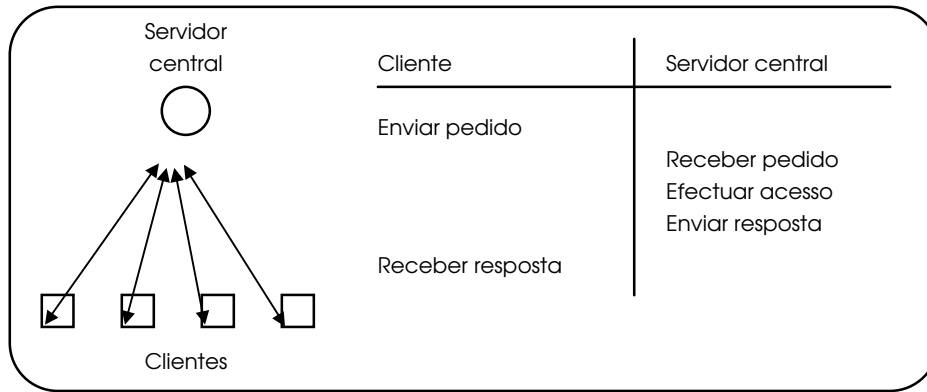 Servidor
central
Clientes
Cliente
Servidor central
Enviar pedido
Receber pedido
Efectuar acesso
Enviar resposta
Receber resposta